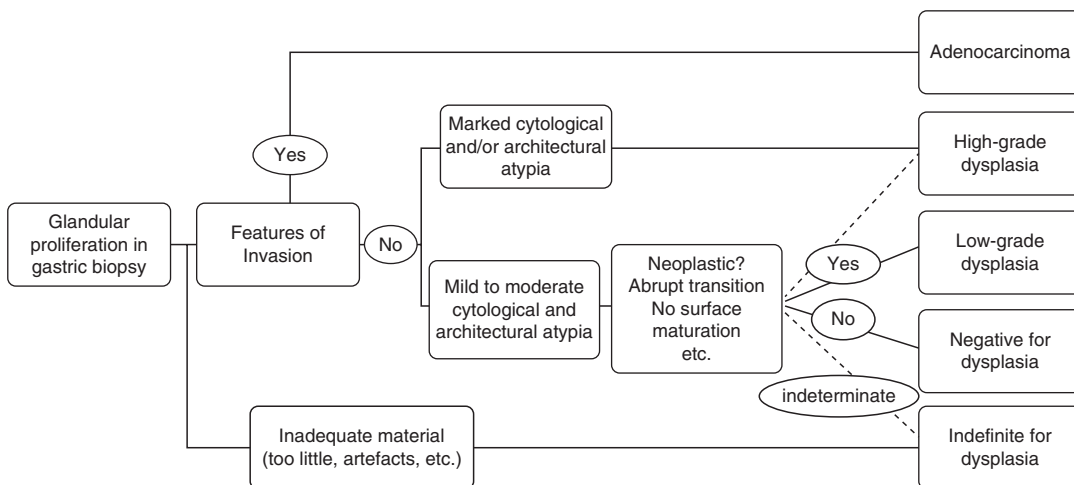 Adenocarcinoma
Yes
Marked cytological
and/or architectural
atypia
High-grade
dysplasia
Glandular
proliferation in
gastric biopsy
Features of
Invasion
No
Mild to moderate
cytological and
architectural atypia
Neoplastic?
Abrupt transition
No surface
maturation
etc.
Yes
No
indeterminate
Low-grade
dysplasia
Negative for
dysplasia
Inadequate material
(too little, artefacts, etc.)
Indefinite for
dysplasia